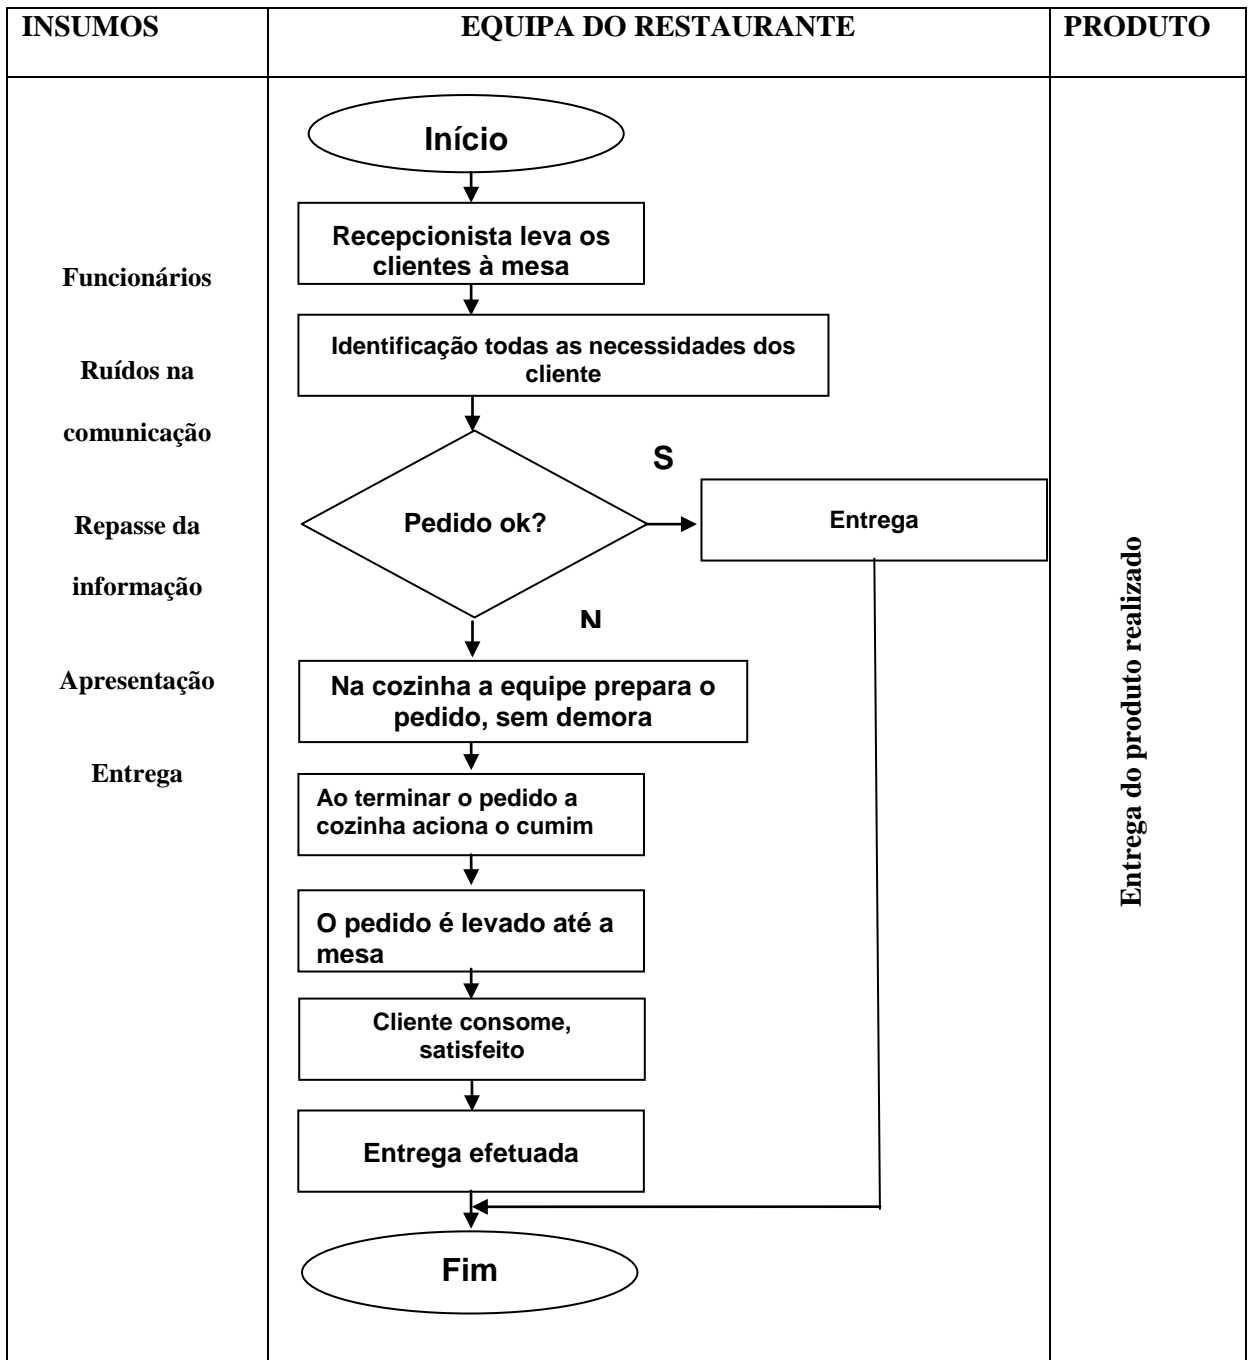 INSUMOS
EQUIPA DO RESTAURANTE
PRODUTO
Funcionários
Ruídos na
comunicação
Repasse da
informação
Apresentação
Entrega
Início
Recepcionista leva os
clientes à mesa
Identificação todas as necessidades dos
cliente
Pedido ok?
S
Entrega
N
Na cozinha a equipe prepara o
pedido, sem demora
Ao terminar o pedido a
cozinha aciona o cumim
O pedido é levado até a
mesa
Cliente consome,
satisfeito
Entrega efetuada
Fim
Entrega do produto realizado